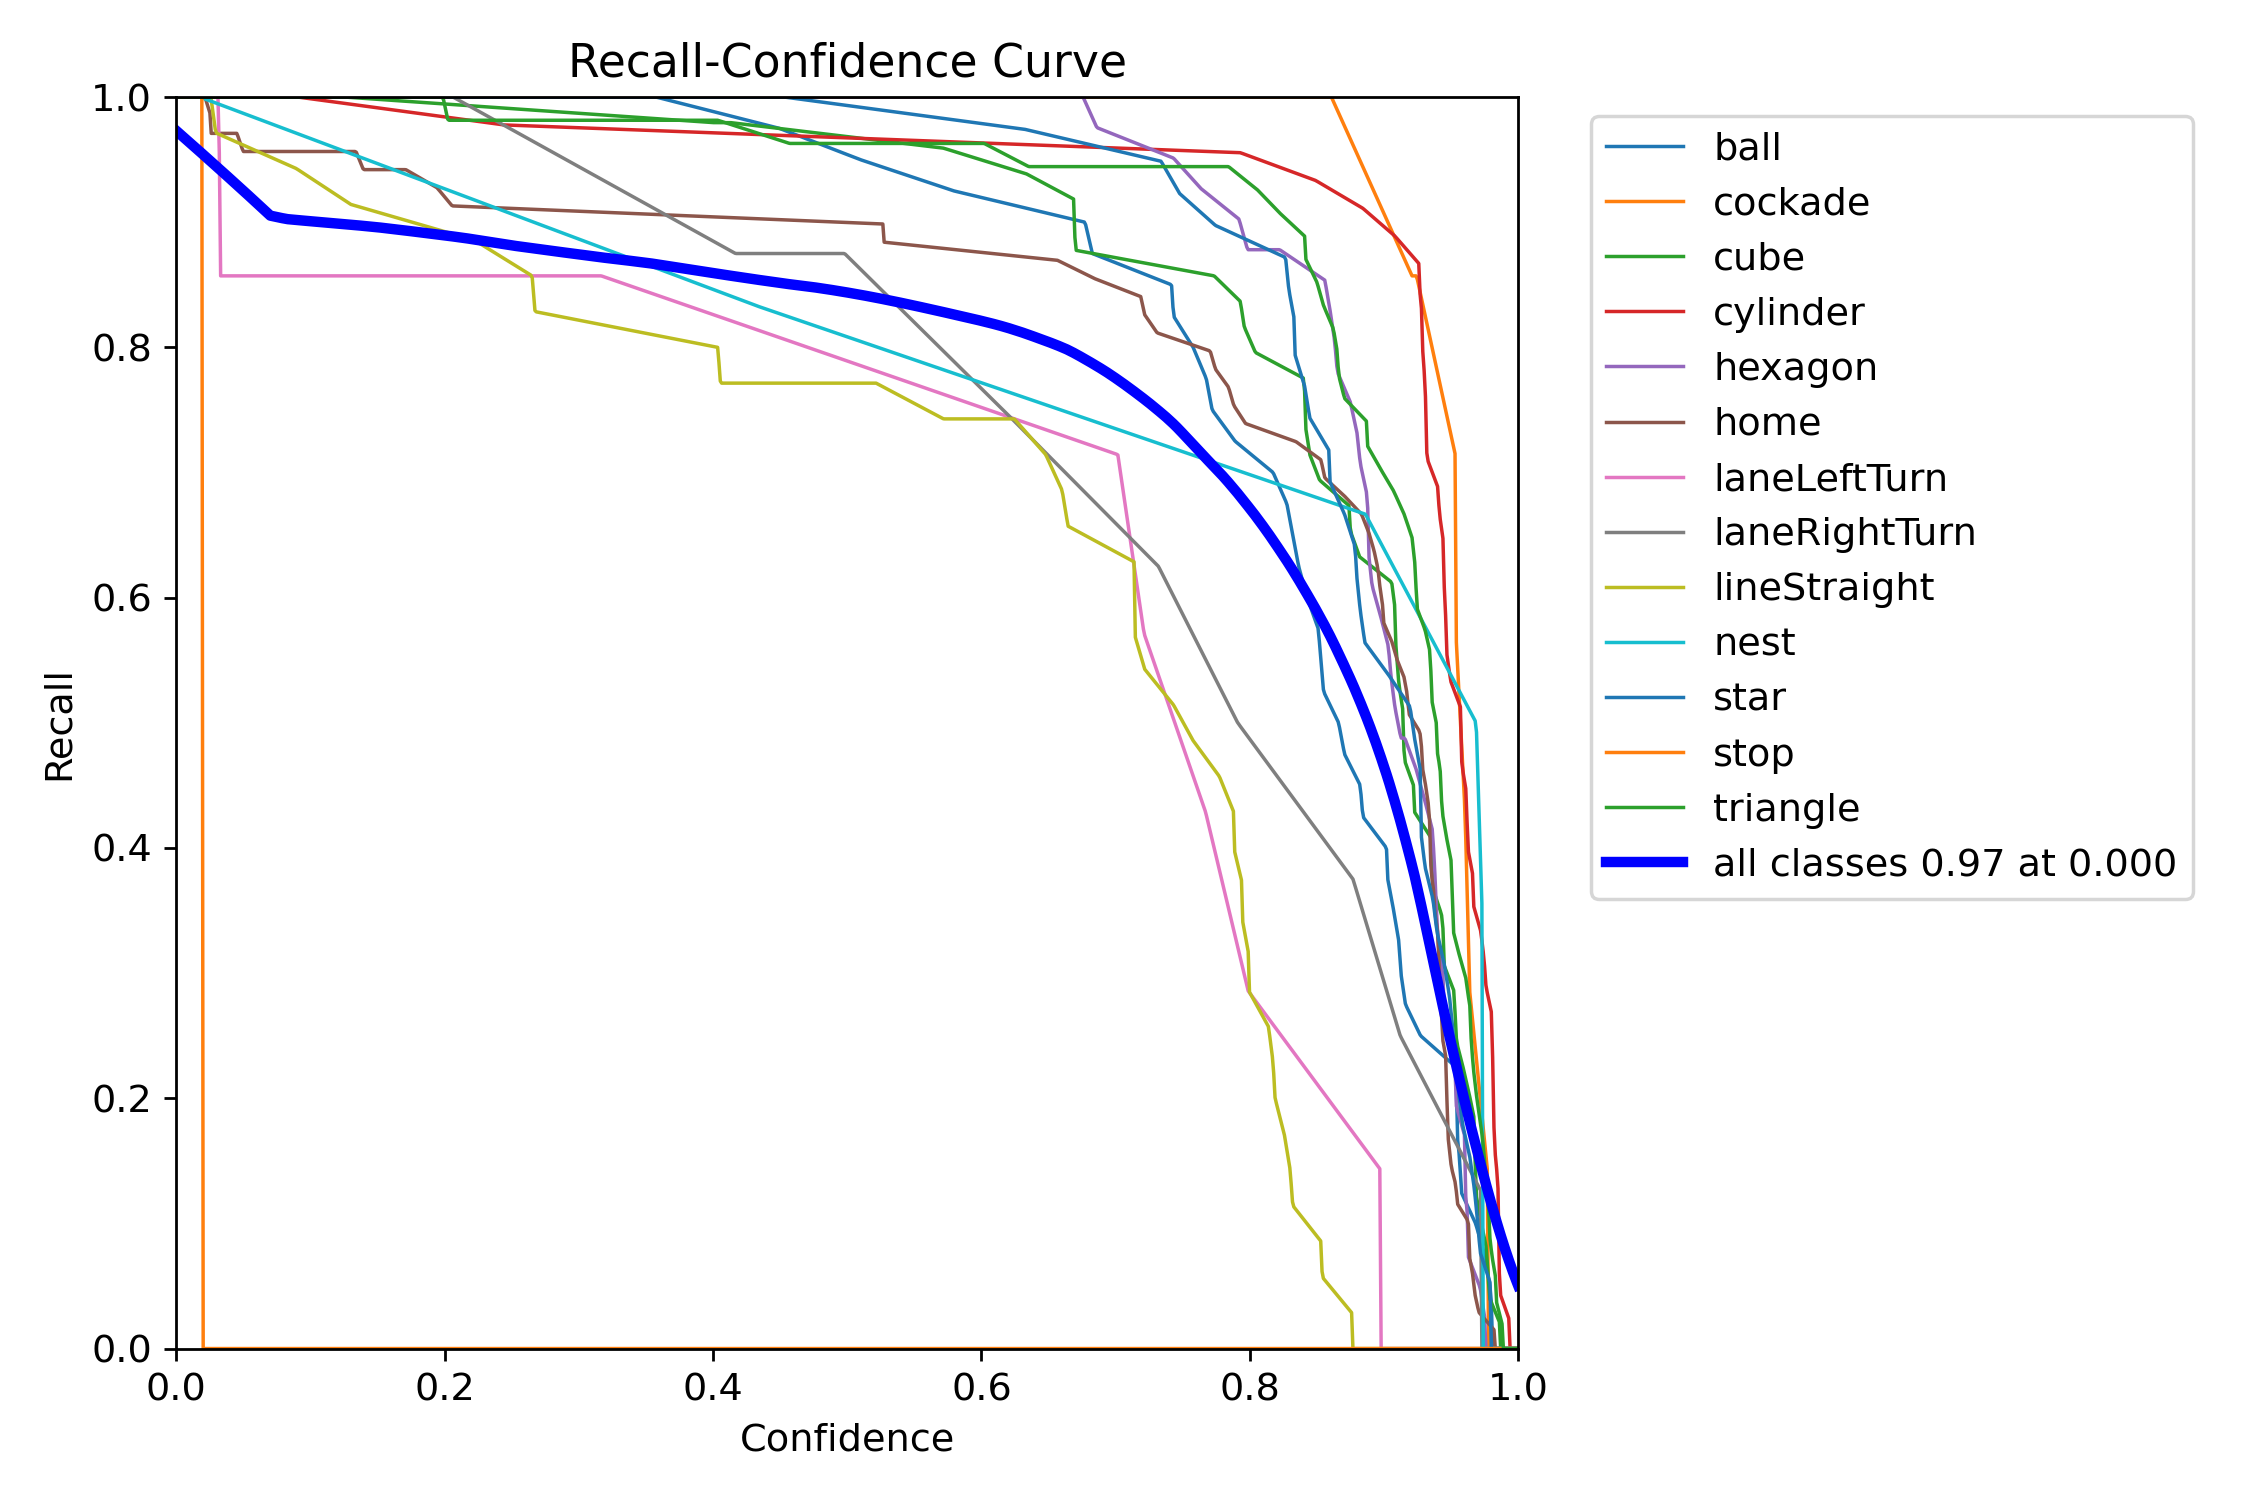 Recall-Confidence Curve
1.0
0.8
0.6
0.4
0.2
0.0
Recall
0.0 0.2 0.4 0.6 0.8 1.0
Confidence
ball
cockade
cube
cylinder
hexagon
home
laneLeftTurn
laneRightTurn
lineStraight
nest
star
stop
triangle
all classes 0.97 at 0.000